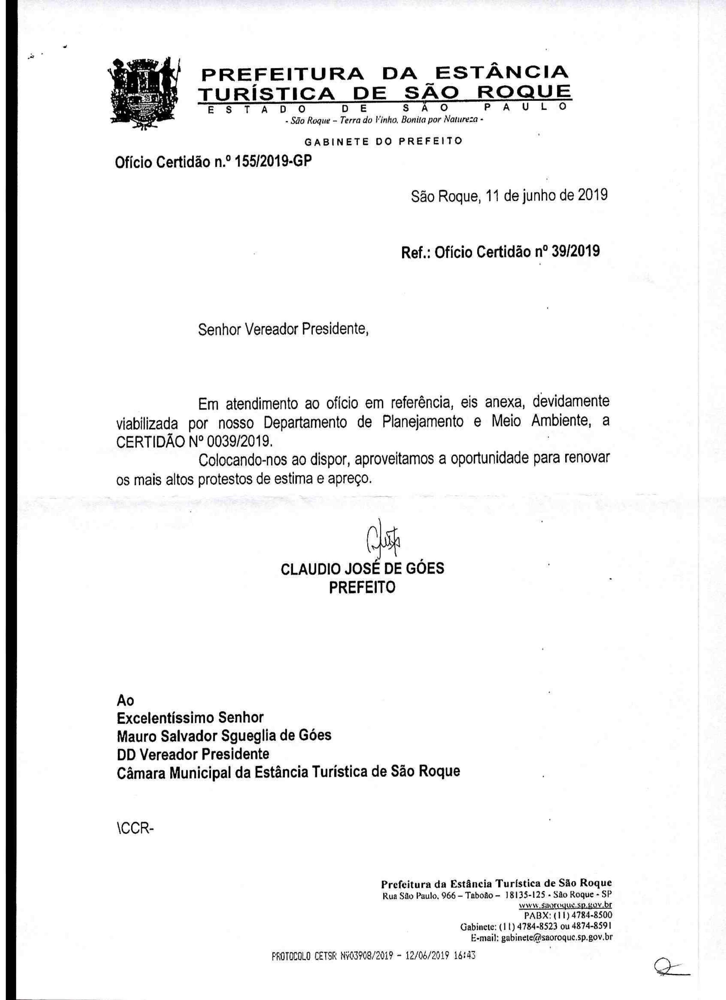 PREFEITURA DA ESTÂNCIA
TURÍSTICA DE SÃO ROQUE
ESTADO DE SÃO PAULO
- São Roque – Terra do Vinho, Bonita por Natureza -
GABINETE DO PREFEITO
Ofício Certidão n.º 155/2019-GP
São Roque, 11 de junho de 2019
Ref.: Ofício Certidão nº 39/2019
Senhor Vereador Presidente,
Em atendimento ao ofício em referência, eis anexa, devidamente
viabilizada por nosso Departamento de Planejamento e Meio Ambiente, a
CERTIDÃO Nº 0039/2019.
Colocando-nos ao dispor, aproveitamos a oportunidade para renovar
os mais altos protestos de estima e apreço.
CLAUDIO JOSÉ DE GÓES
PREFEITO
Ao
Excelentíssimo Senhor
Mauro Salvador Sgueglia de Góes
DD Vereador Presidente
Câmara Municipal da Estância Turística de São Roque
\CCR-
Prefeitura da Estância Turística de São Roque
Rua São Paulo, 966 – Taboão – 18135-125 - São Roque - SP
www.saoroque.sp.gov.br
PABX: (11) 4784-8500
Gabinete: (11) 4784-8523 ou 4874-8591
E-mail: gabinete@saoroque.sp.gov.br
PROTOCOLO CETSR Nº03908/2019 - 12/06/2019 16:43